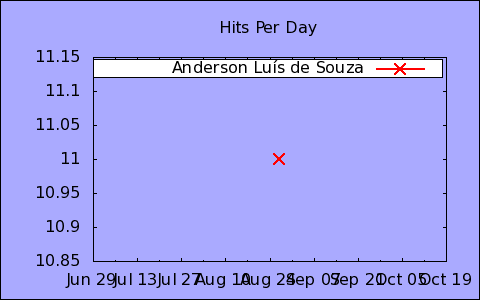 Hits Per Day
Anderson Luís de Souza
11.15
11.1
11.05
11
10.95
10.9
10.85
Jun 29 Jul 13 Jul 27 Aug 10 Aug 24 Sep 07 Sep 21 Oct 05 Oct 19